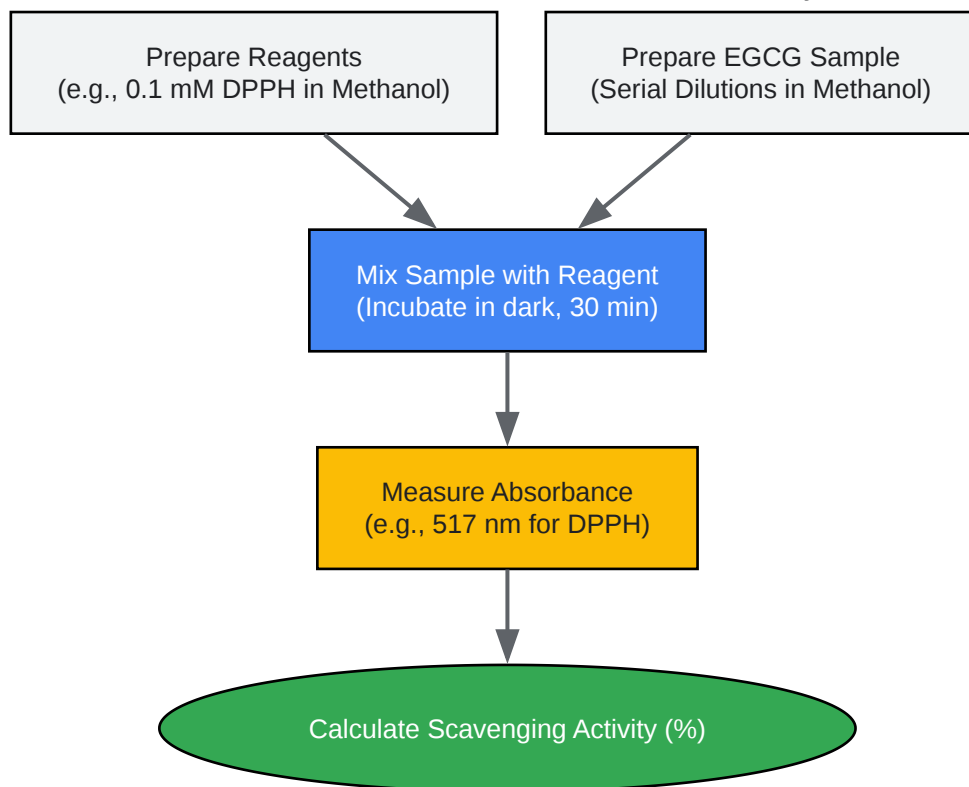 Prepare Reagents
(e.g., 0.1 mM DPPH in Methanol)
Prepare EGCG Sample
(Serial Dilutions in Methanol)
Mix Sample with Reagent
(Incubate in dark, 30 min)
Measure Absorbance
(e.g., 517 nm for DPPH)
Calculate Scavenging Activity (%)